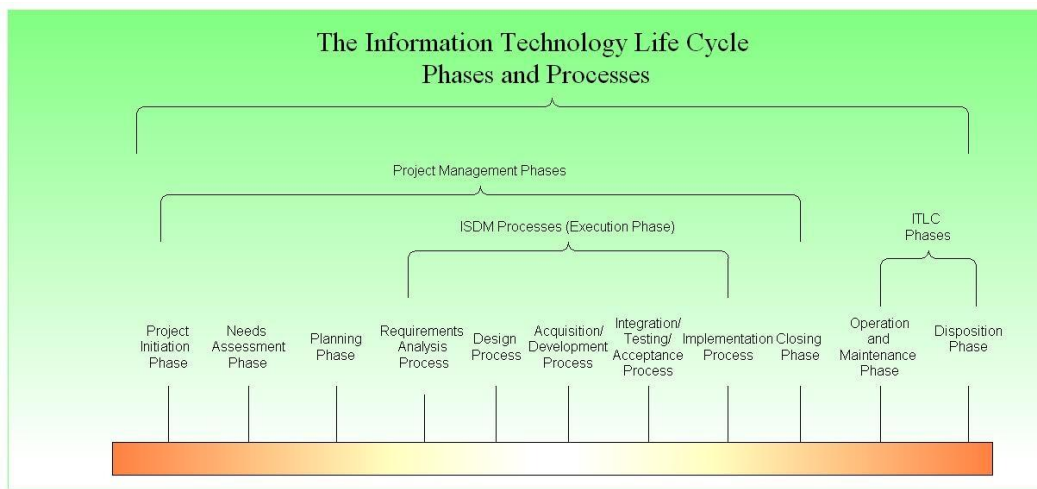 The Information Technology Life Cycle
Phases and Processes
Project Management Phases
ISDM Processes (Execution Phase)
ITLC
Phases
Project
Initiation
Phase
Needs
Assessment
Phase
Planning
Phase
Requirements
Analysis
Process
Design
Process
Acquisition/
Development
Process
Integration/
Testing/
Acceptance
Process
Implementation
Process
Closing
Phase
Operation
and
Maintenance
Phase
Disposition
Phase